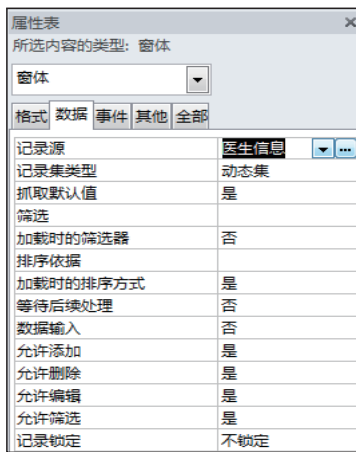 属性表
所选内容的类型: 窗体
窗体
格式 数据 事件 其他 全部
记录源 医生信息
记录集类型 动态集
抓取默认值 是
筛选
加载时的筛选器 否
排序依据
加载时的排序方式 是
等待后续处理 否
数据输入 否
允许添加 是
允许删除 是
允许编辑 是
允许筛选 是
记录锁定 不锁定